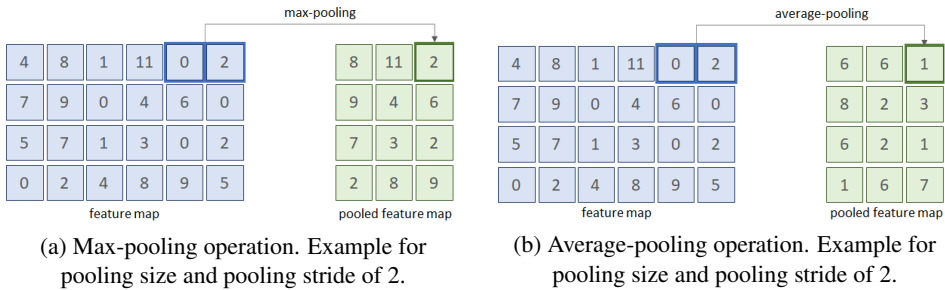 max-pooling
4 8 1 11 0 2 8 11 2
7 9 0 4 6 0 9 4 6
5 7 1 3 0 2 7 3 2
0 2 4 8 9 5 2 8 9
feature map pooled feature map
(a) Max-pooling operation. Example for
pooling size and pooling stride of 2.
average-pooling
4 8 1 11 0 2 6 6 1
7 9 0 4 6 0 8 2 3
5 7 1 3 0 2 6 2 1
0 2 4 8 9 5 1 6 7
feature map pooled feature map
(b) Average-pooling operation. Example for
pooling size and pooling stride of 2.